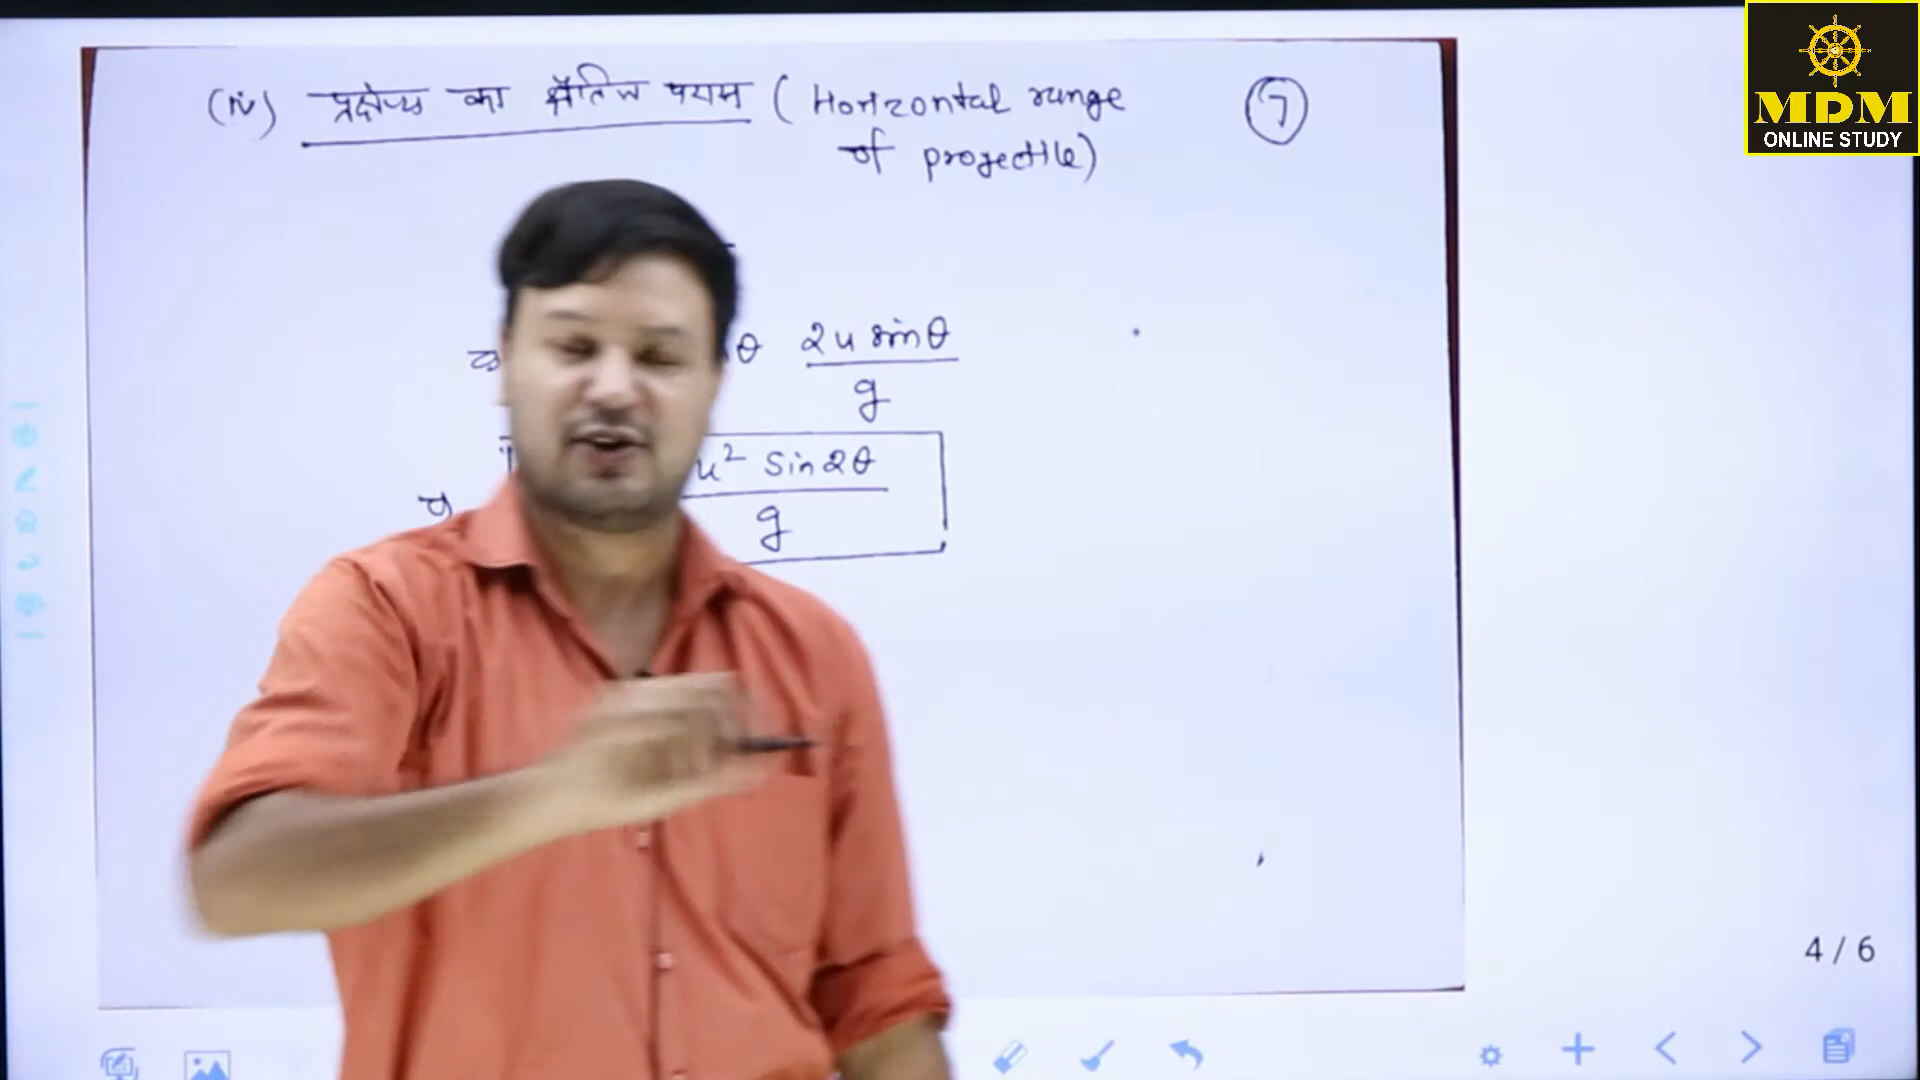 (iv) प्रक्षेप्य का क्षैतिज परास (Horizontal range ⑦
of projectile)
θ 2u sinθ
g
u² Sin2θ
g
MDM
ONLINE STUDY
4 / 6